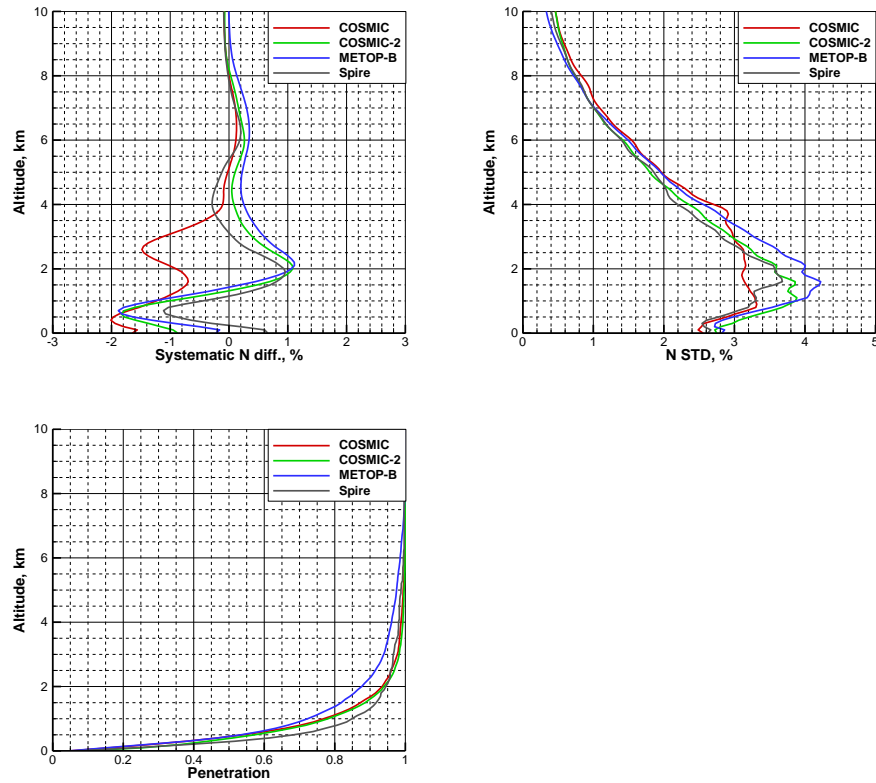 Altitude, km
10
8
6
4
2
0
-3
-2
-1
0
1
2
3
Systematic N diff., %
COSMIC
COSMIC-2
METOP-B
Spire
Altitude, km
10
8
6
4
2
0
0
1
2
3
4
5
N STD, %
COSMIC
COSMIC-2
METOP-B
Spire
Altitude, km
10
8
6
4
2
0
0
0.2
0.4
0.6
0.8
1
Penetration
COSMIC
COSMIC-2
METOP-B
Spire